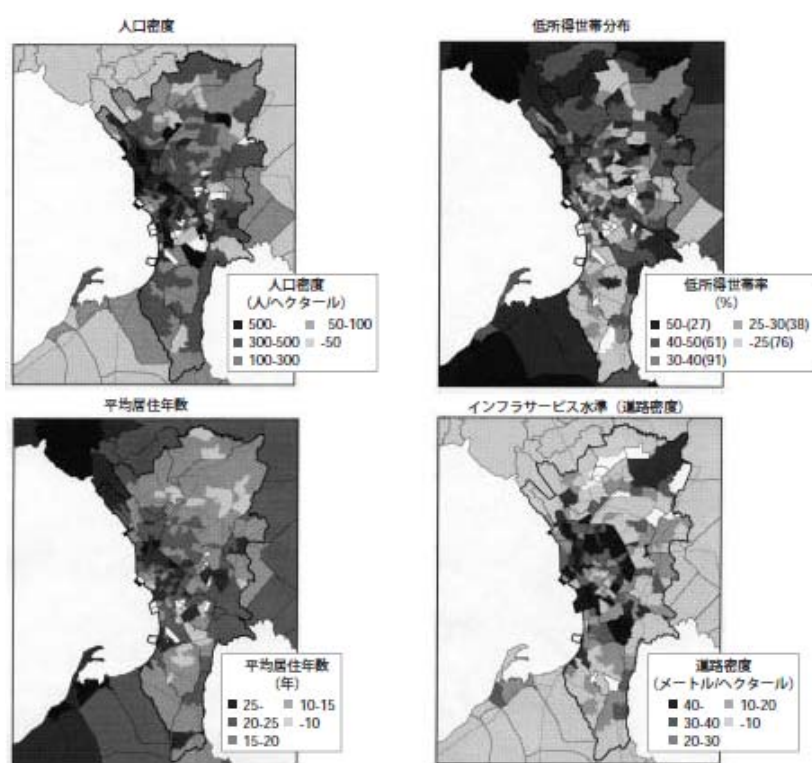 人口密度
人口密度
(人/ヘクタール)
500- 50-100
300-500 -50
100-300
低所得世帯分布
低所得世帯率
(%)
50-(27) 25-30(38)
40-50(61) -25(76)
30-40(91)
平均居住年数
平均居住年数
(年)
25- 10-15
20-25 -10
15-20
インフラサービス水準(道路密度)
道路密度
(メートル/ヘクタール)
40- 10-20
30-40 -10
20-30